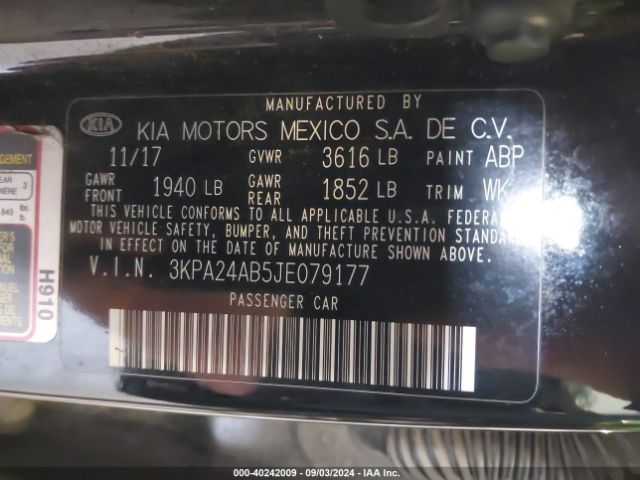 MANUFACTURED BY
KIA KIA MOTORS MEXICO S.A. DE C.V.
11/17 GVWR 3616 LB PAINT ABP
GAWR FRONT 1940 LB GAWR REAR 1852 LB TRIM WK
THIS VEHICLE CONFORMS TO ALL APPLICABLE U.S.A. FEDERAL
MOTOR VEHICLE SAFETY, BUMPER, AND THEFT PREVENTION STANDA
IN EFFECT ON THE DATE OF MANUFACTURE SHOWN ABOVE.
V.I.N. 3KPA24AB5JE079177
PASSENGER CAR
H910
3
849
lbs.
000-40242009 - 09/03/2024 - IAA Inc.